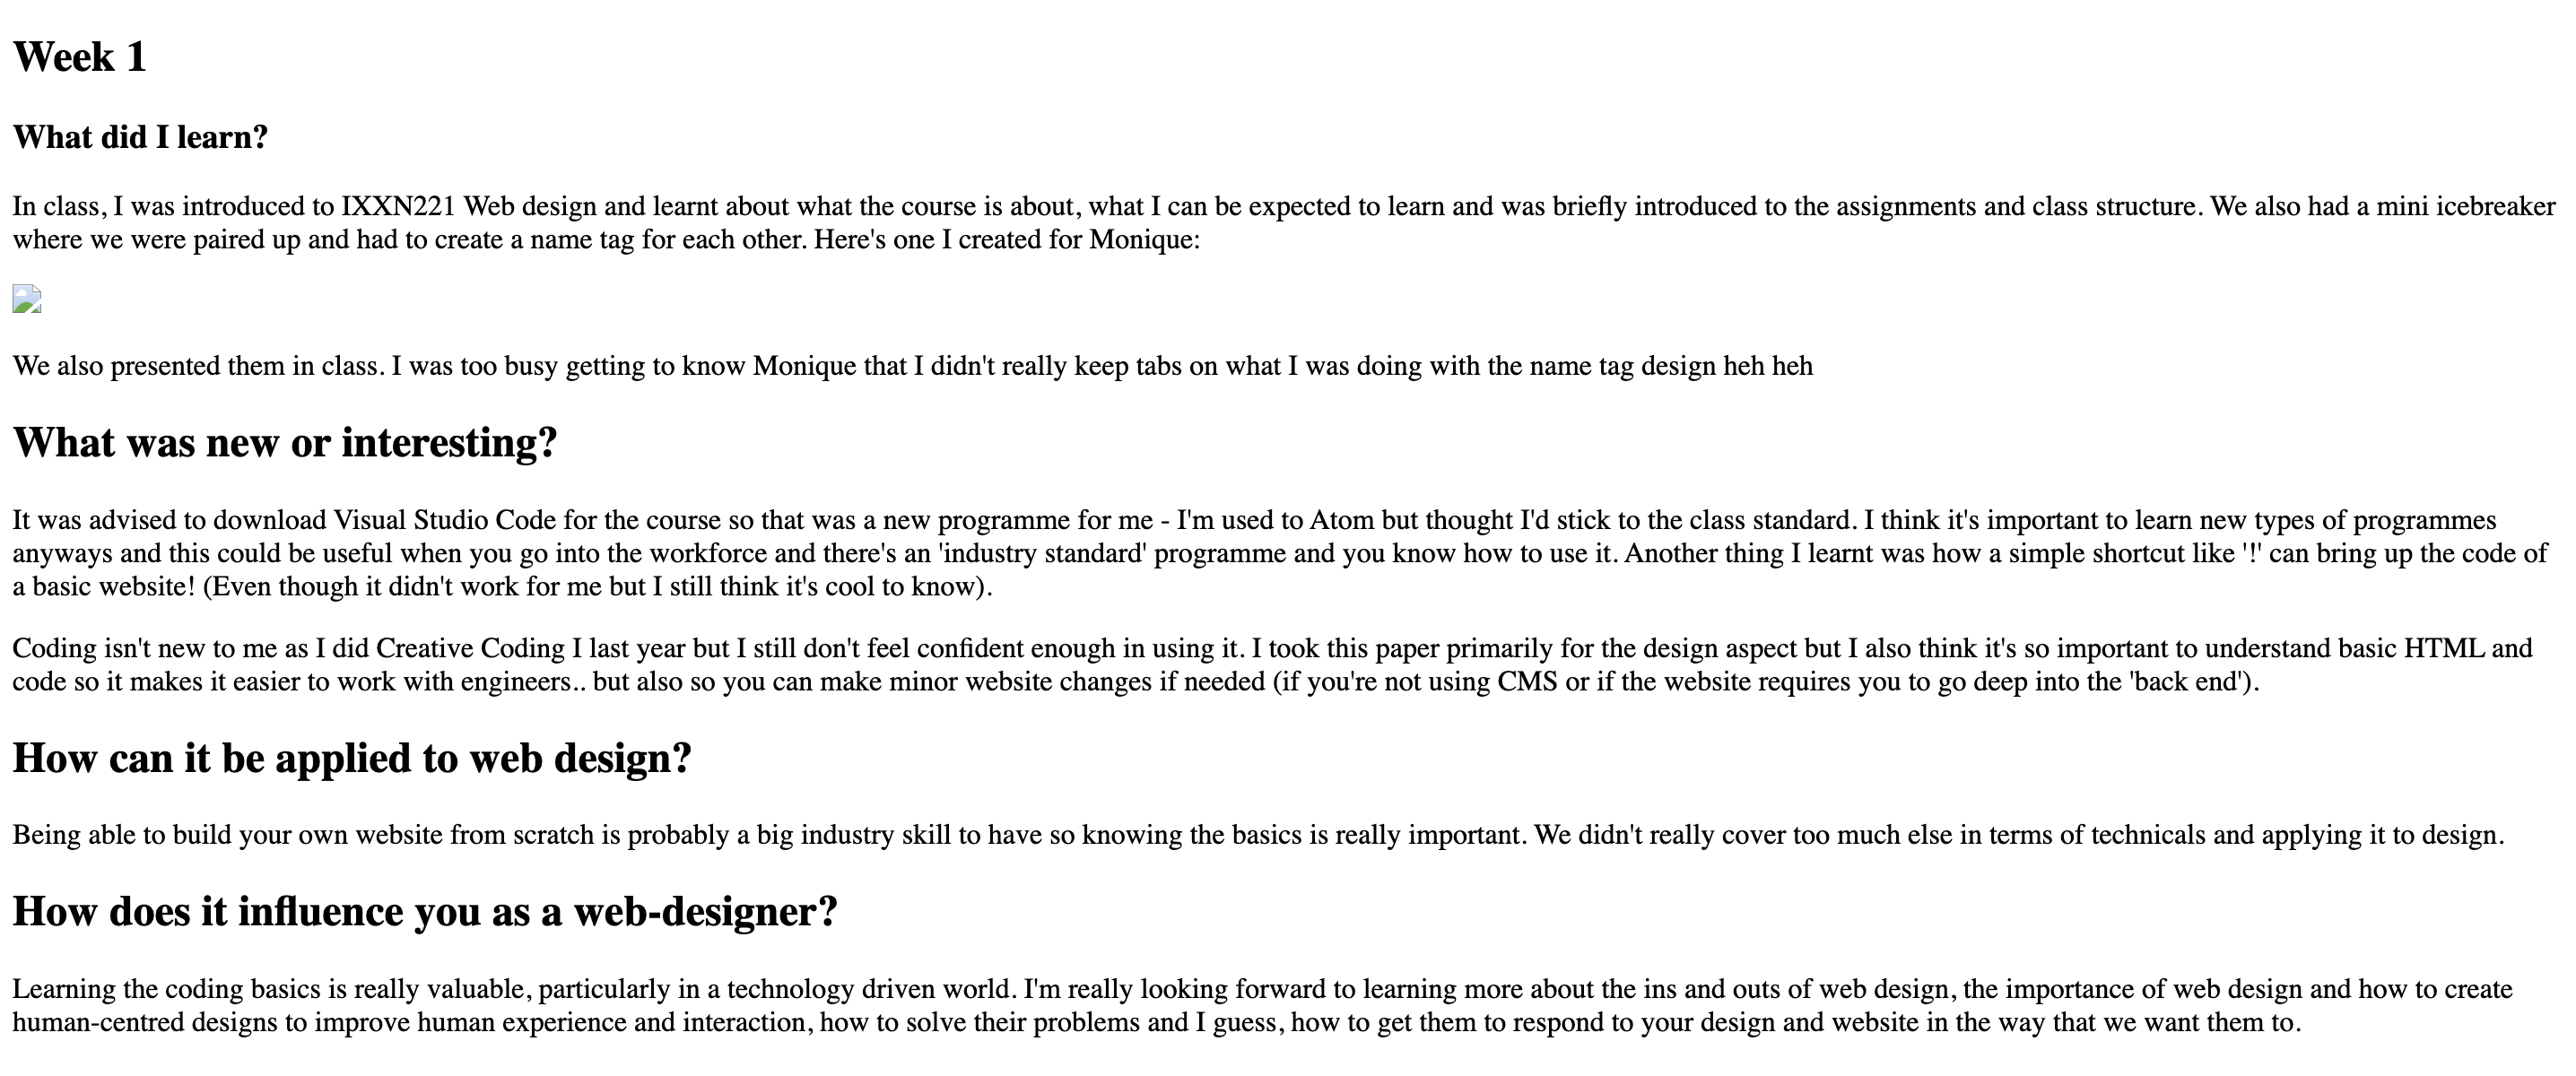 Week 1
What did I learn?
In class, I was introduced to IXXN221 Web design and learnt about what the course is about, what I can be expected to learn and was briefly introduced to the assignments and class structure. We also had a mini icebreaker
where we were paired up and had to create a name tag for each other. Here's one I created for Monique:
We also presented them in class. I was too busy getting to know Monique that I didn't really keep tabs on what I was doing with the name tag design heh heh
What was new or interesting?
It was advised to download Visual Studio Code for the course so that was a new programme for me - I'm used to Atom but thought I'd stick to the class standard. I think it's important to learn new types of programmes
anyways and this could be useful when you go into the workforce and there's an 'industry standard' programme and you know how to use it. Another thing I learnt was how a simple shortcut like '!' can bring up the code of
a basic website! (Even though it didn't work for me but I still think it's cool to know).
Coding isn't new to me as I did Creative Coding I last year but I still don't feel confident enough in using it. I took this paper primarily for the design aspect but I also think it's so important to understand basic HTML and
code so it makes it easier to work with engineers.. but also so you can make minor website changes if needed (if you're not using CMS or if the website requires you to go deep into the 'back end').
How can it be applied to web design?
Being able to build your own website from scratch is probably a big industry skill to have so knowing the basics is really important. We didn't really cover too much else in terms of technicals and applying it to design.
How does it influence you as a web-designer?
Learning the coding basics is really valuable, particularly in a technology driven world. I'm really looking forward to learning more about the ins and outs of web design, the importance of web design and how to create
human-centred designs to improve human experience and interaction, how to solve their problems and I guess, how to get them to respond to your design and website in the way that we want them to.